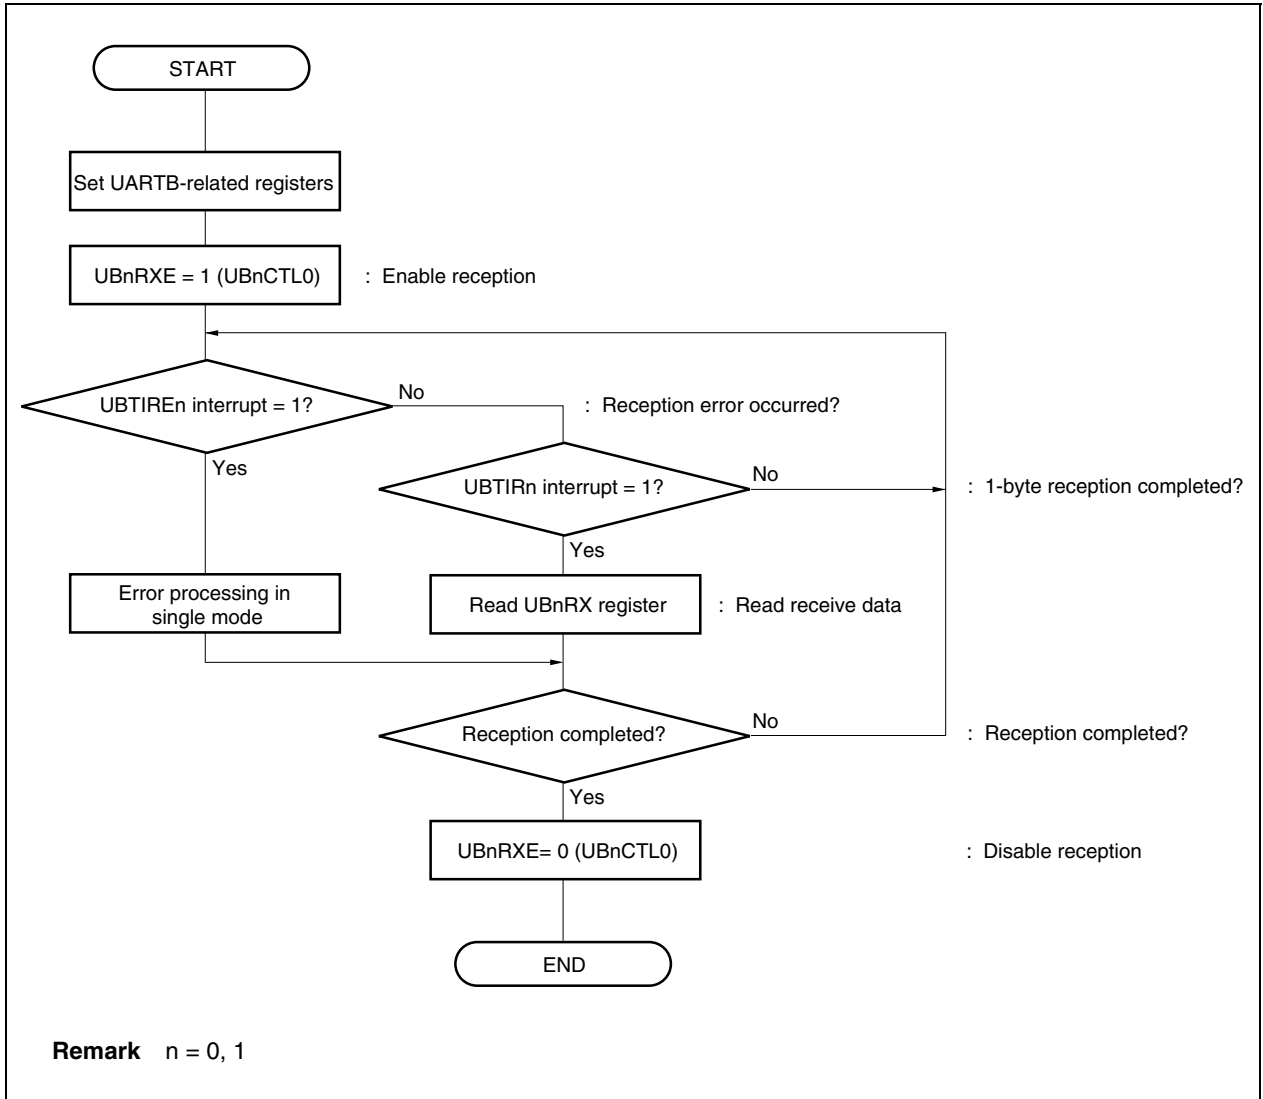 START
Set UARTB-related registers
UBnRXE = 1 (UBnCTL0)
: Enable reception
UBTIREn interrupt = 1?
No
: Reception error occurred?
Yes
UBTIRn interrupt = 1?
No
: 1-byte reception completed?
Yes
Error processing in
single mode
Read UBnRX register
: Read receive data
Reception completed?
No
: Reception completed?
Yes
UBnRXE= 0 (UBnCTL0)
: Disable reception
END
Remark n = 0, 1